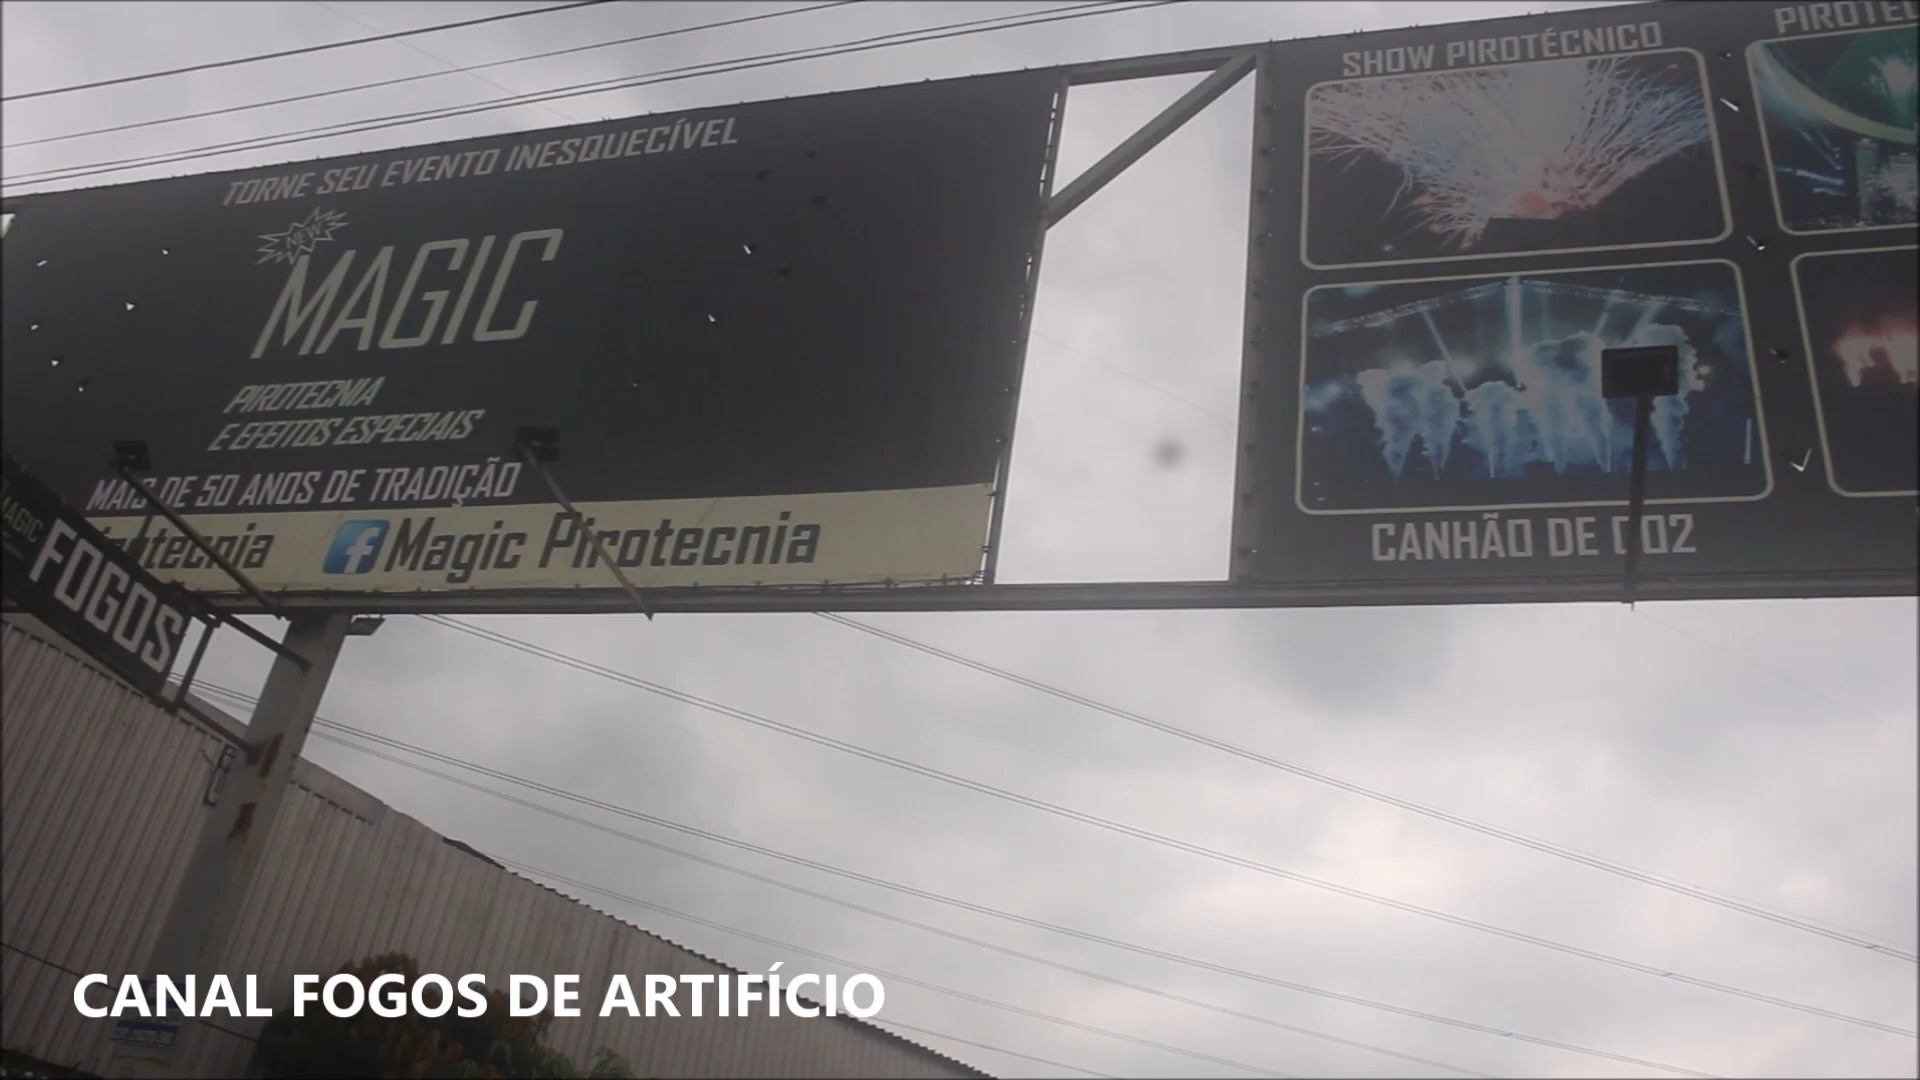 TORNE SEU EVENTO INESQUECÍVEL
NEW
MAGIC
PIROTECNIA
E EFEITOS ESPECIAIS
MAIS DE 50 ANOS DE TRADIÇÃO
Magic Pirotecnia
MAGIC
FOGOS
SHOW PIROTÉCNICO
CANHÃO DE CO2
CANAL FOGOS DE ARTIFÍCIO